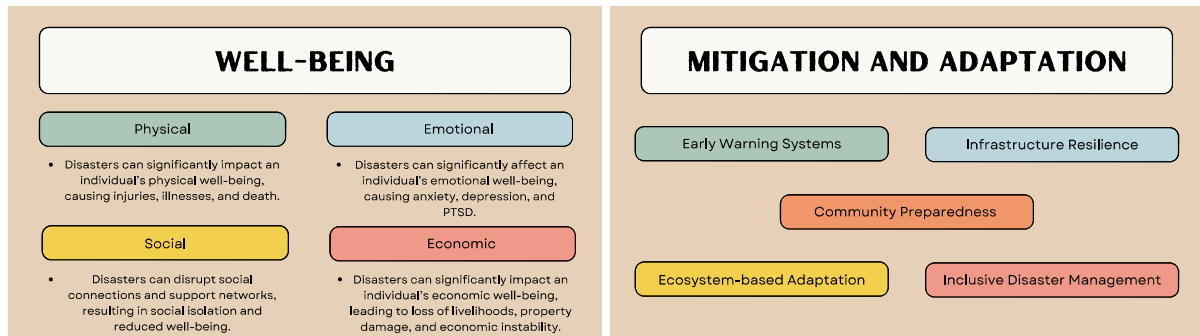 WELL-BEING
Physical
• Disasters can significantly impact an
individual's physical well-being,
causing injuries, illnesses, and death.
Emotional
• Disasters can significantly affect an
individual's emotional well-being,
causing anxiety, depression, and
PTSD.
Social
• Disasters can disrupt social
connections and support networks,
resulting in social isolation and
reduced well-being.
Economic
• Disasters can significantly impact an
individual's economic well-being,
leading to loss of livelihoods, property
damage, and economic instability.
MITIGATION AND ADAPTATION
Early Warning Systems
Infrastructure Resilience
Community Preparedness
Ecosystem-based Adaptation
Inclusive Disaster Management